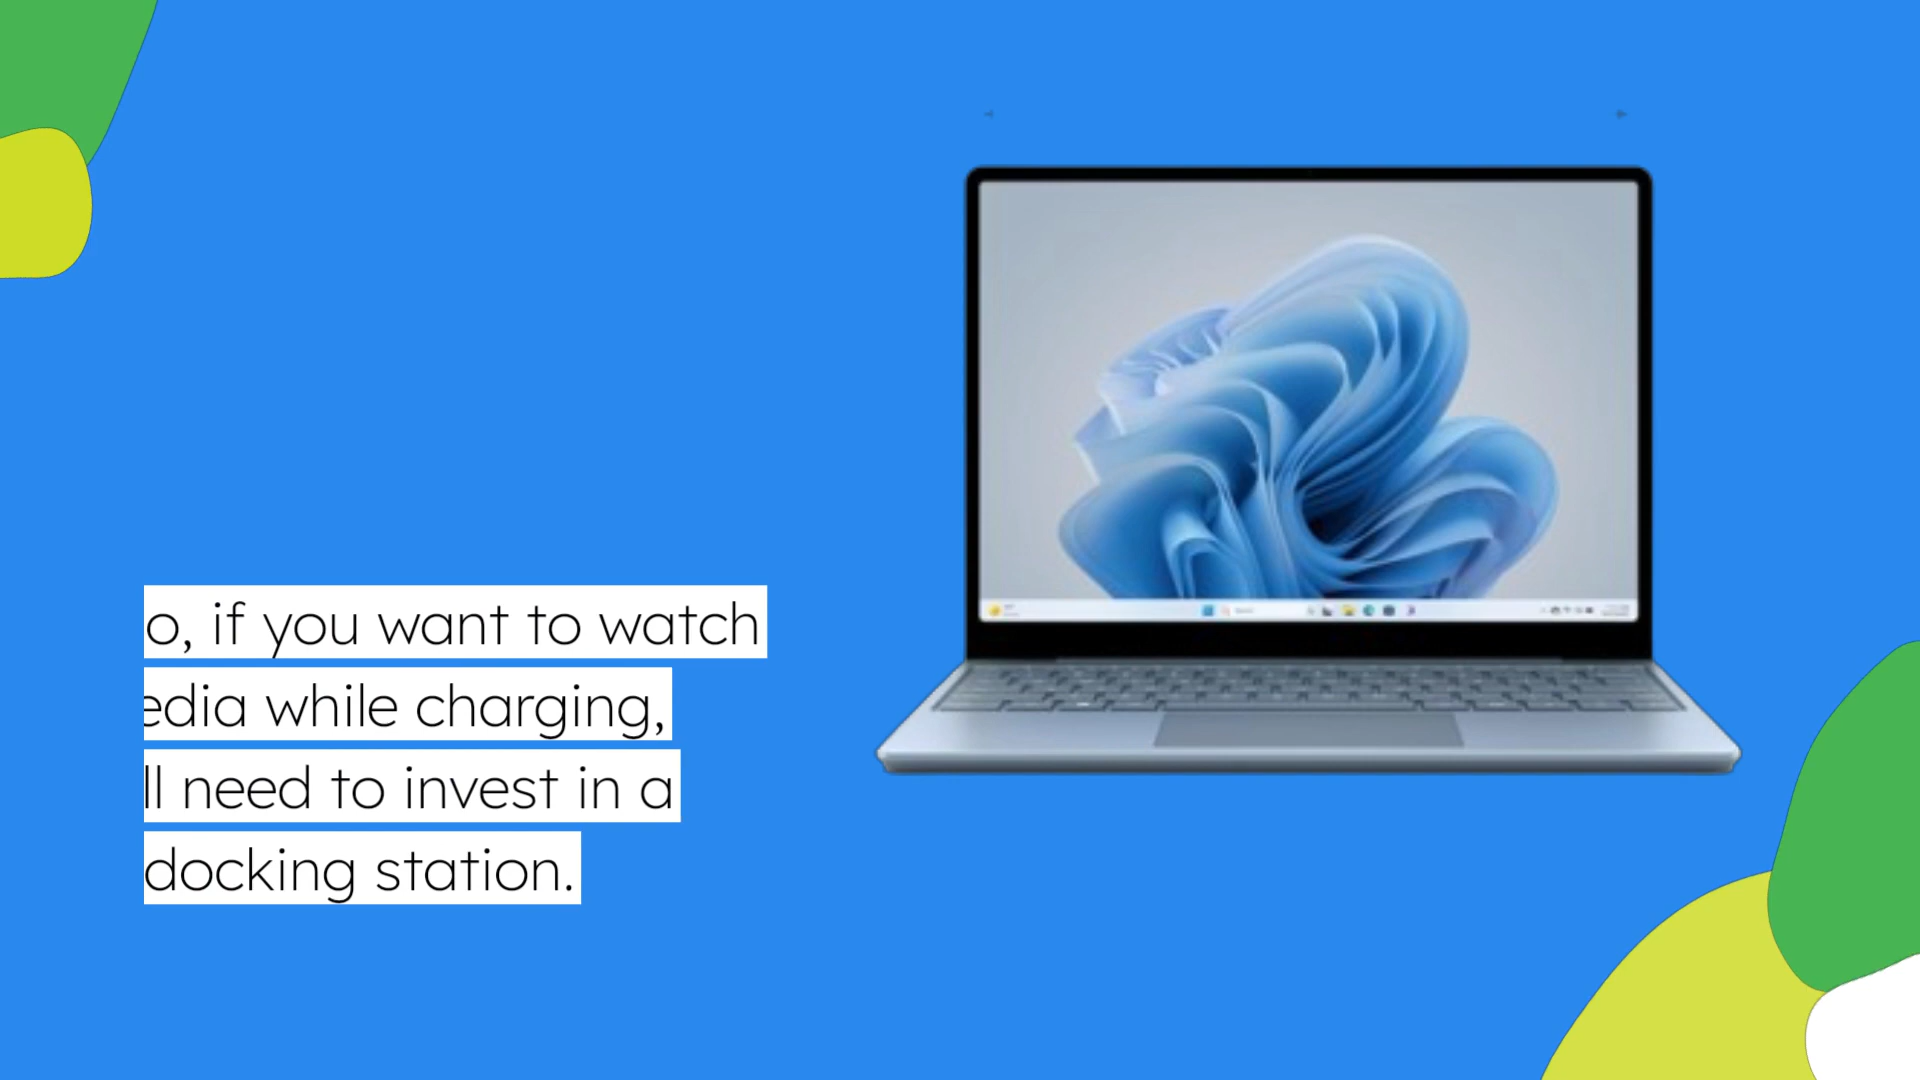 o, if you want to watch
edia while charging,
ll need to invest in a
docking station.